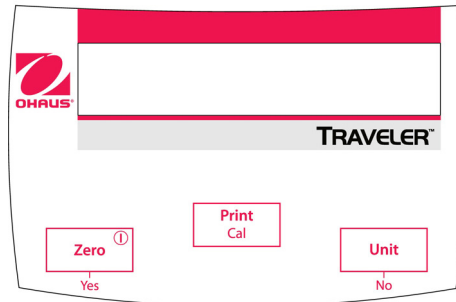 OHAUS®
TRAVELER™
Print
Cal
Zero
Unit
Yes
No